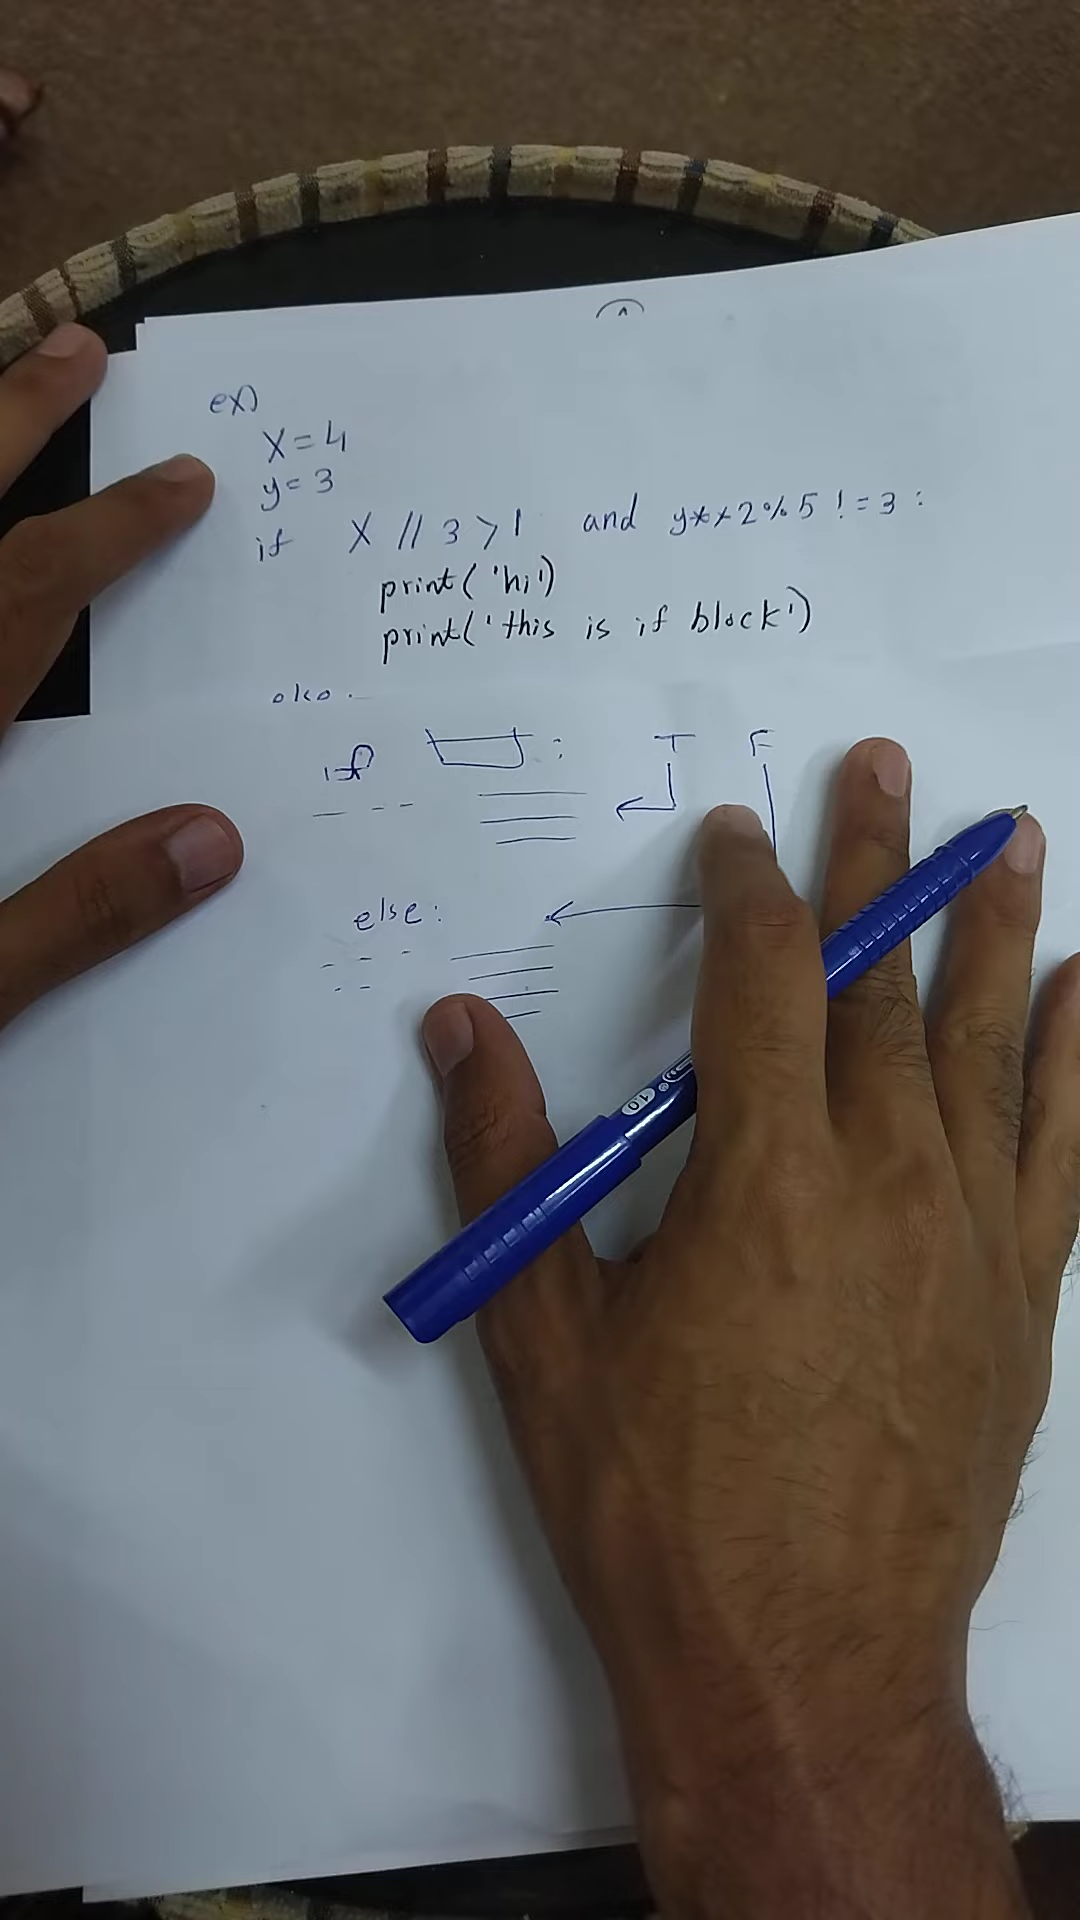 ex)
x = 4
y = 3
if x // 3 > 1 and y**2%5 != 3 :
print('hi')
print('this is if block')
if : T F
else:
1.0